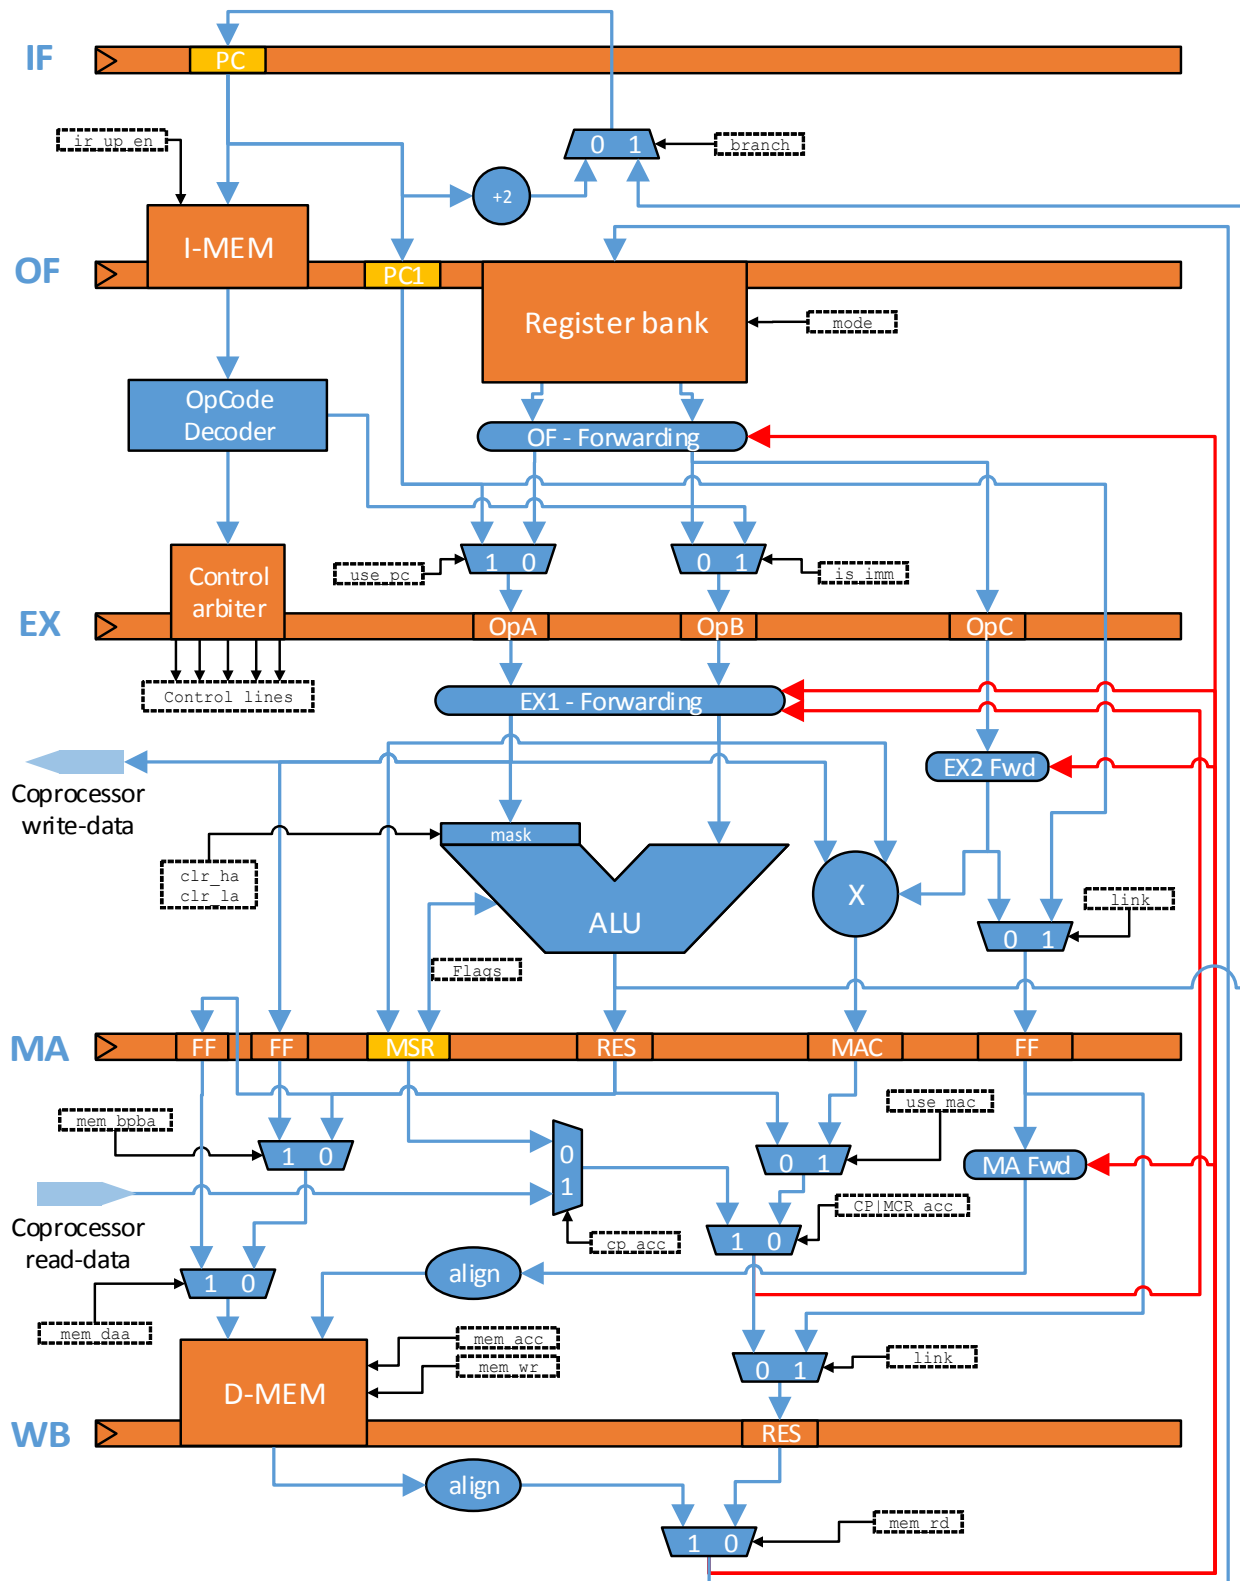 IF
PC
ir_up_en
0 1
branch
+2
I-MEM
OF
PC1
Register bank
mode
OpCode
Decoder
OF - Forwarding
Control
arbiter
use_pc
1 0
0 1
is_imm
EX
OpA
OpB
OpC
Control lines
EX1 - Forwarding
EX2 Fwd
Coprocessor
write-data
mask
clr_ha
clr_la
ALU
X
link
0 1
Flags
MA
FF
FF
MSR
RES
MAC
FF
mem_bpba
1 0
0
1
use_mac
0 1
MA Fwd
Coprocessor
read-data
cp_acc
CP|MCR_acc
1 0
align
1 0
mem_daa
mem_acc
mem_wr
D-MEM
0 1
link
WB
RES
align
1 0
mem_rd